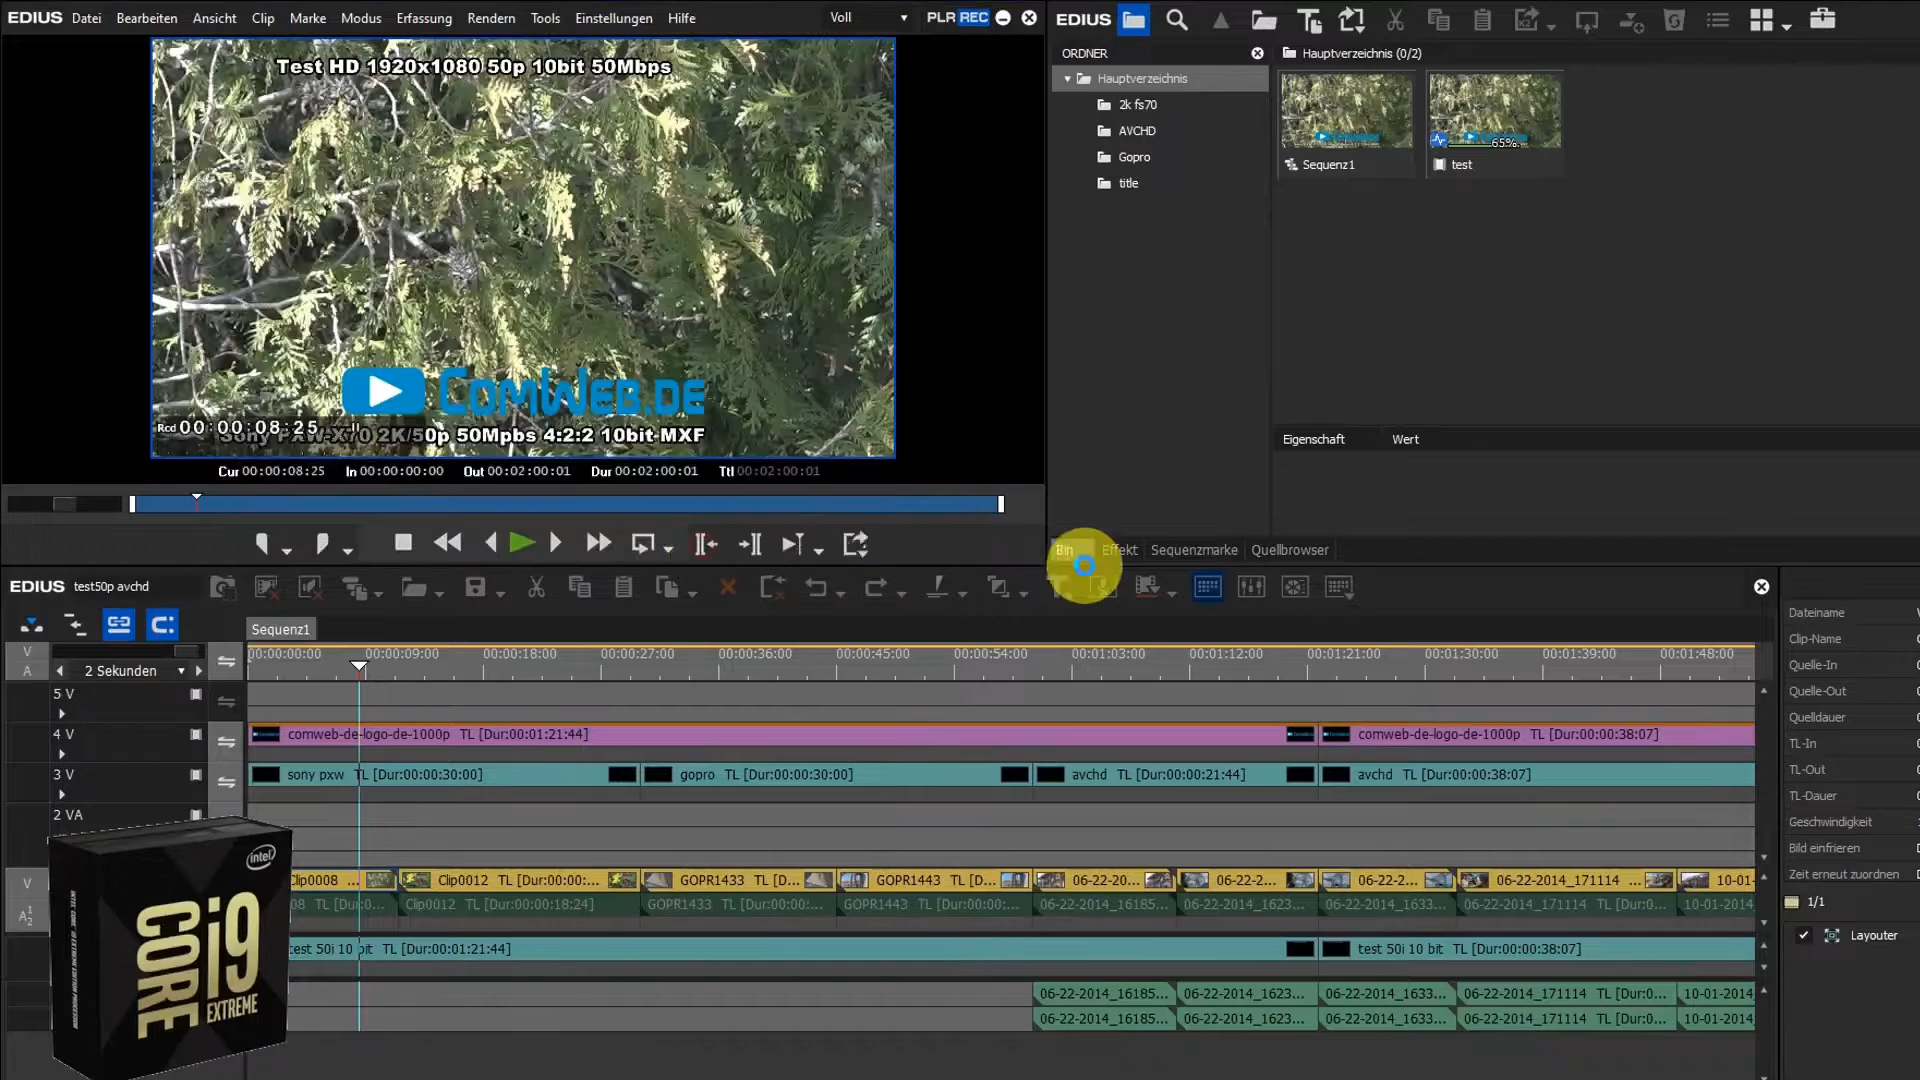 EDIUS Datei Bearbeiten Ansicht Clip Marke Modus Erfassung Rendern Tools Einstellungen Hilfe Voll PLR REC
Test HD 1920x1080 50p 10bit 50Mbps
COMWEB.DE
Rcd 00:00:08:25
Sony PXW-X70 2K/50p 50Mpbs 4:2:2 10bit MXF
Cur 00:00:08:25 In 00:00:00:00 Out 00:02:00:01 Dur 00:02:00:01 Ttl 00:02:00:01
EDIUS
ORDNER
Hauptverzeichnis
2k fs70
AVCHD
Gopro
title
Hauptverzeichnis (0/2)
65%
Sequenz1 test
Eigenschaft Wert
Bin Effekt Sequenzmarke Quellbrowser
EDIUS test50p avchd
Sequenz1
V
A
2 Sekunden
00:00:00:00 00:00:09:00 00:00:18:00 00:00:27:00 00:00:36:00 00:00:45:00 00:00:54:00 00:01:03:00 00:01:12:00 00:01:21:00 00:01:30:00 00:01:39:00 00:01:48:00
5 V
4 V comweb-de-logo-de-1000p TL [Dur:00:01:21:44] comweb-de-logo-de-1000p TL [Dur:00:00:38:07]
3 V sony pxw TL [Dur:00:00:30:00] gopro TL [Dur:00:00:30:00] avchd TL [Dur:00:00:21:44] avchd TL [Dur:00:00:38:07]
2 VA
V Clip0008 ... Clip0012 TL [Dur:00:00:... GOPR1433 TL [D... GOPR1443 TL [D... 06-22-20... 06-22-2... 06-22-2... 06-22-2014_171114 ... 10-01-
A 1 2 08 TL [Du:0... Clip0012 TL [Dur:00:00:18:24] GOPR1433 TL [Dur:00:00:... GOPR1443 TL [Dur:00:00:... 06-22-2014_16185... 06-22-2014_1623... 06-22-2014_1633... 06-22-2014_171114 TL [Dur:0... 10-01-2014
test 50i 10 bit TL [Dur:00:01:21:44] test 50i 10 bit TL [Dur:00:00:38:07]
06-22-2014_16185... 06-22-2014_1623... 06-22-2014_1633... 06-22-2014_171114 TL [Dur:0... 10-01-2014
06-22-2014_16185... 06-22-2014_1623... 06-22-2014_1633... 06-22-2014_171114 TL [Dur:0... 10-01-2014
Dateiname
Clip-Name
Quelle-In
Quelle-Out
Quelldauer
TL-In
TL-Out
TL-Dauer
Geschwindigkeit
Bild einfrieren
Zeit erneut zuordnen
1/1
Layouter
intel
CORE i9
EXTREME